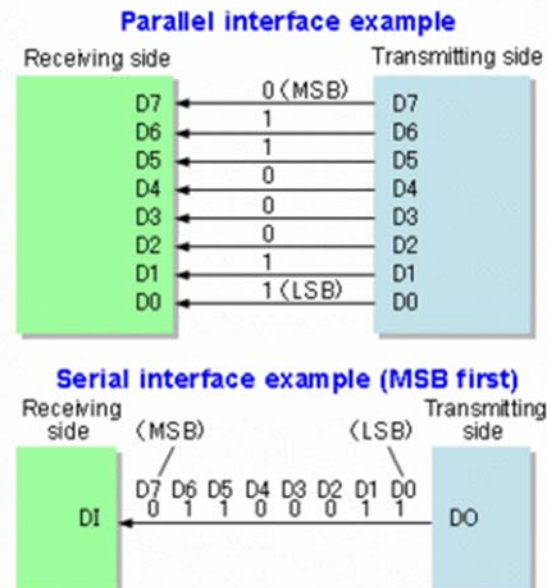 Parallel interface example
Receiving side Transmitting side
D7 0 (MSB) D7
D6 1 D6
D5 1 D5
D4 0 D4
D3 0 D3
D2 0 D2
D1 1 D1
D0 1 (LSB) D0
Serial interface example (MSB first)
Receiving side
Transmitting side
(MSB) (LSB)
D7 D6 D5 D4 D3 D2 D1 D0
0 1 1 0 0 0 1 1
DI DO